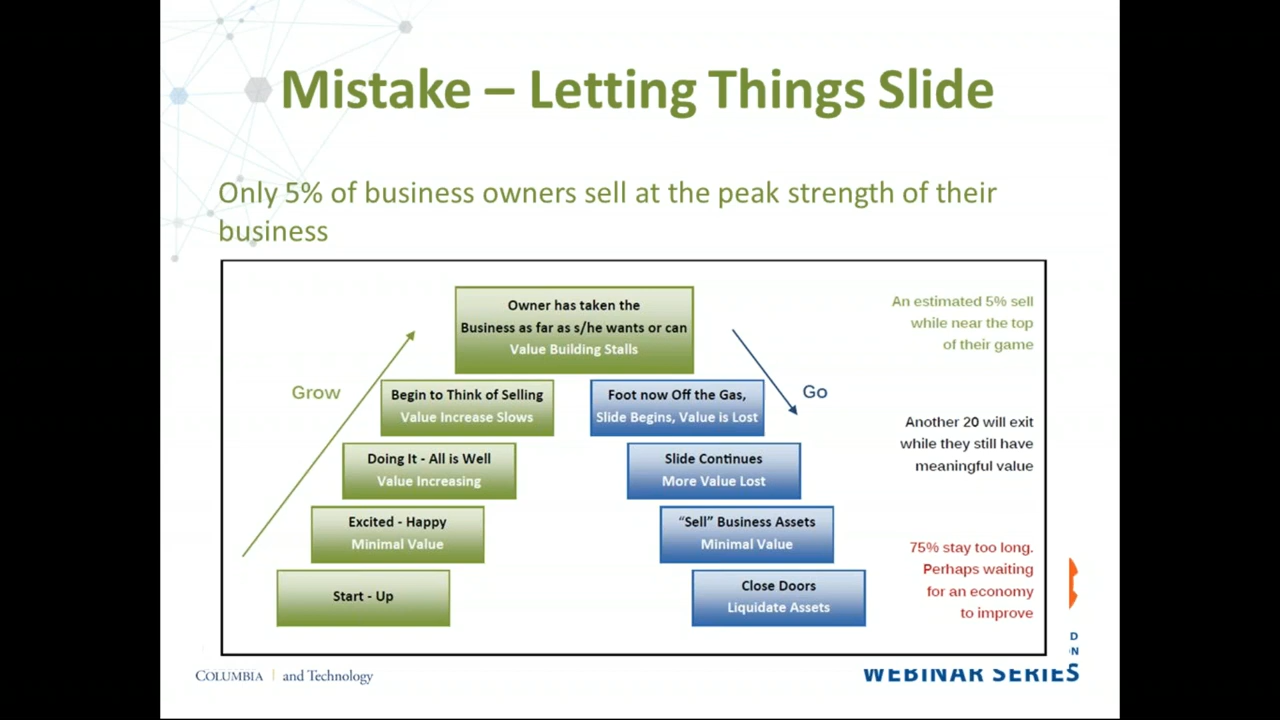 Mistake – Letting Things Slide
Only 5% of business owners sell at the peak strength of their
business
Owner has taken the
Business as far as s/he wants or can
Value Building Stalls
An estimated 5% sell
while near the top
of their game
Grow
Begin to Think of Selling
Value Increase Slows
Foot now Off the Gas,
Slide Begins, Value is Lost
Go
Doing It - All is Well
Value Increasing
Slide Continues
More Value Lost
Another 20 will exit
while they still have
meaningful value
Excited - Happy
Minimal Value
“Sell” Business Assets
Minimal Value
Start - Up
Close Doors
Liquidate Assets
75% stay too long.
Perhaps waiting
for an economy
to improve
D
N
COLUMBIA | and Technology
WEBINAR SERIES